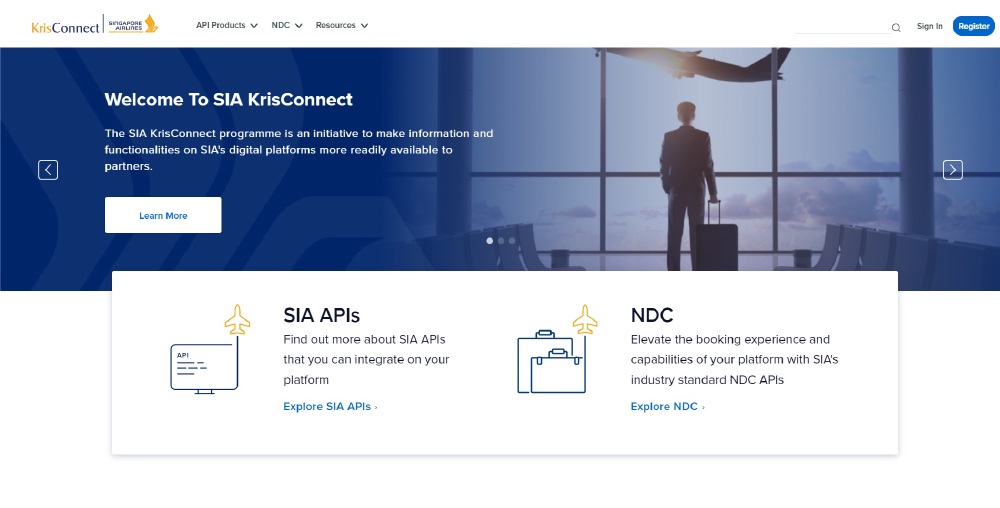 KrisConnect
SINGAPORE
AIRLINES
API Products
NDC
Resources
Sign In
Register
Welcome To SIA KrisConnect
The SIA KrisConnect programme is an initiative to make information and
functionalities on SIA's digital platforms more readily available to
partners.
Learn More
API
SIA APIs
Find out more about SIA APIs
that you can integrate on your
platform
Explore SIA APIs ›
NDC
Elevate the booking experience and
capabilities of your platform with SIA's
industry standard NDC APIs
Explore NDC ›